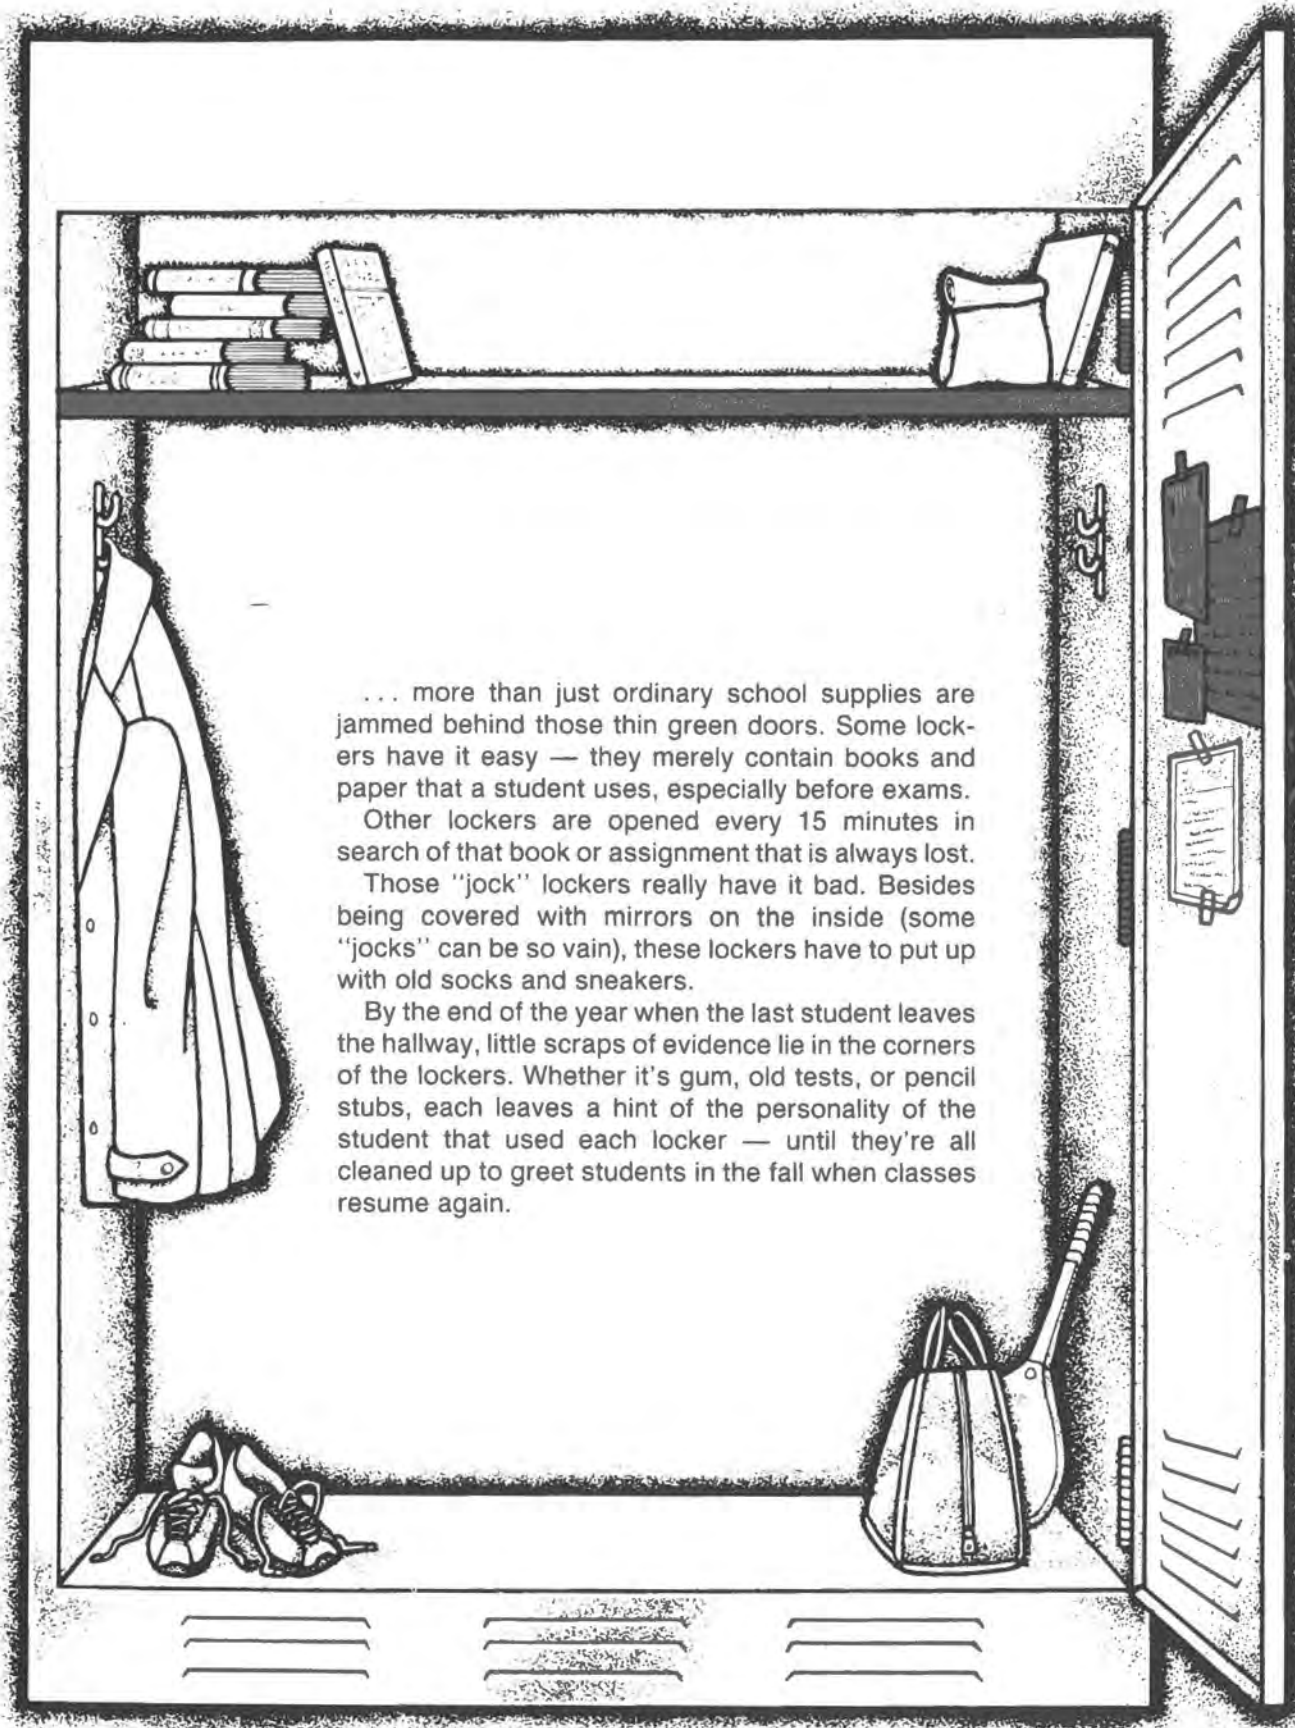 ... more than just ordinary school supplies are
jammed behind those thin green doors. Some lock-
ers have it easy — they merely contain books and
paper that a student uses, especially before exams.
Other lockers are opened every 15 minutes in
search of that book or assignment that is always lost.
Those "jock" lockers really have it bad. Besides
being covered with mirrors on the inside (some
"jocks" can be so vain), these lockers have to put up
with old socks and sneakers.
By the end of the year when the last student leaves
the hallway, little scraps of evidence lie in the corners
of the lockers. Whether it's gum, old tests, or pencil
stubs, each leaves a hint of the personality of the
student that used each locker — until they're all
cleaned up to greet students in the fall when classes
resume again.